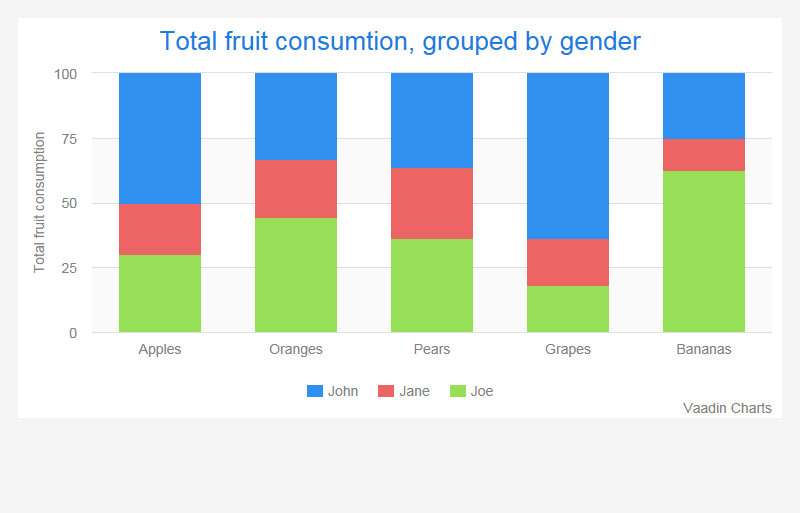 Total fruit consumtion, grouped by gender
Total fruit consumption
100
75
50
25
0
Apples Oranges Pears Grapes Bananas
John Jane Joe
Vaadin Charts